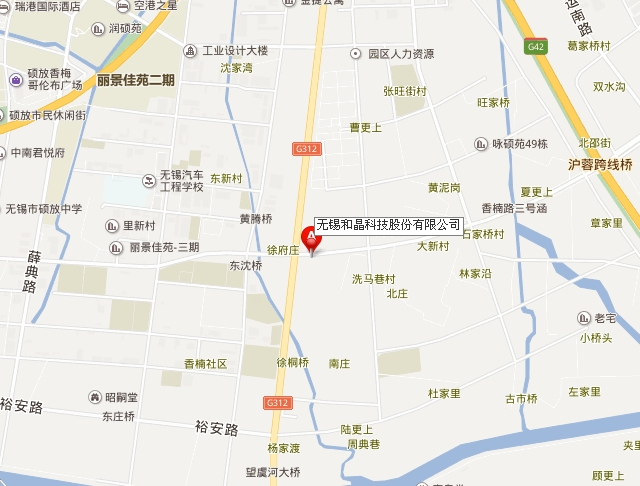 瑞港国际酒店
空港之星
金提公寓
运南路
润硕苑
工业设计大楼
园区人力资源
G42
葛家桥村
硕放香梅
哥伦布广场
丽景佳苑二期
沈家湾
张旺街村
双水沟
旺家桥
硕放市民休闲街
曹更上
北邵街
咏硕苑49栋
中南君悦府
G312
沪蓉跨线桥
无锡汽车
工程学校
东新村
黄泥岗
夏更上
无锡市硕放中学
黄腾桥
香楠路三号涵
里新村
无锡和晶科技股份有限公司
章家里
石家桥村
丽景佳苑-三期
徐府庄
大新村
薛典路
东沈桥
洗马巷村
林家沿
北庄
老宅
小桥头
香楠社区
徐桐桥
南庄
昭嗣堂
G312
杜家里
古市桥
左家里
裕安路
东庄桥
裕安路
陆更上
周典巷
杨家渡
望虞河大桥
夹里
顾更上